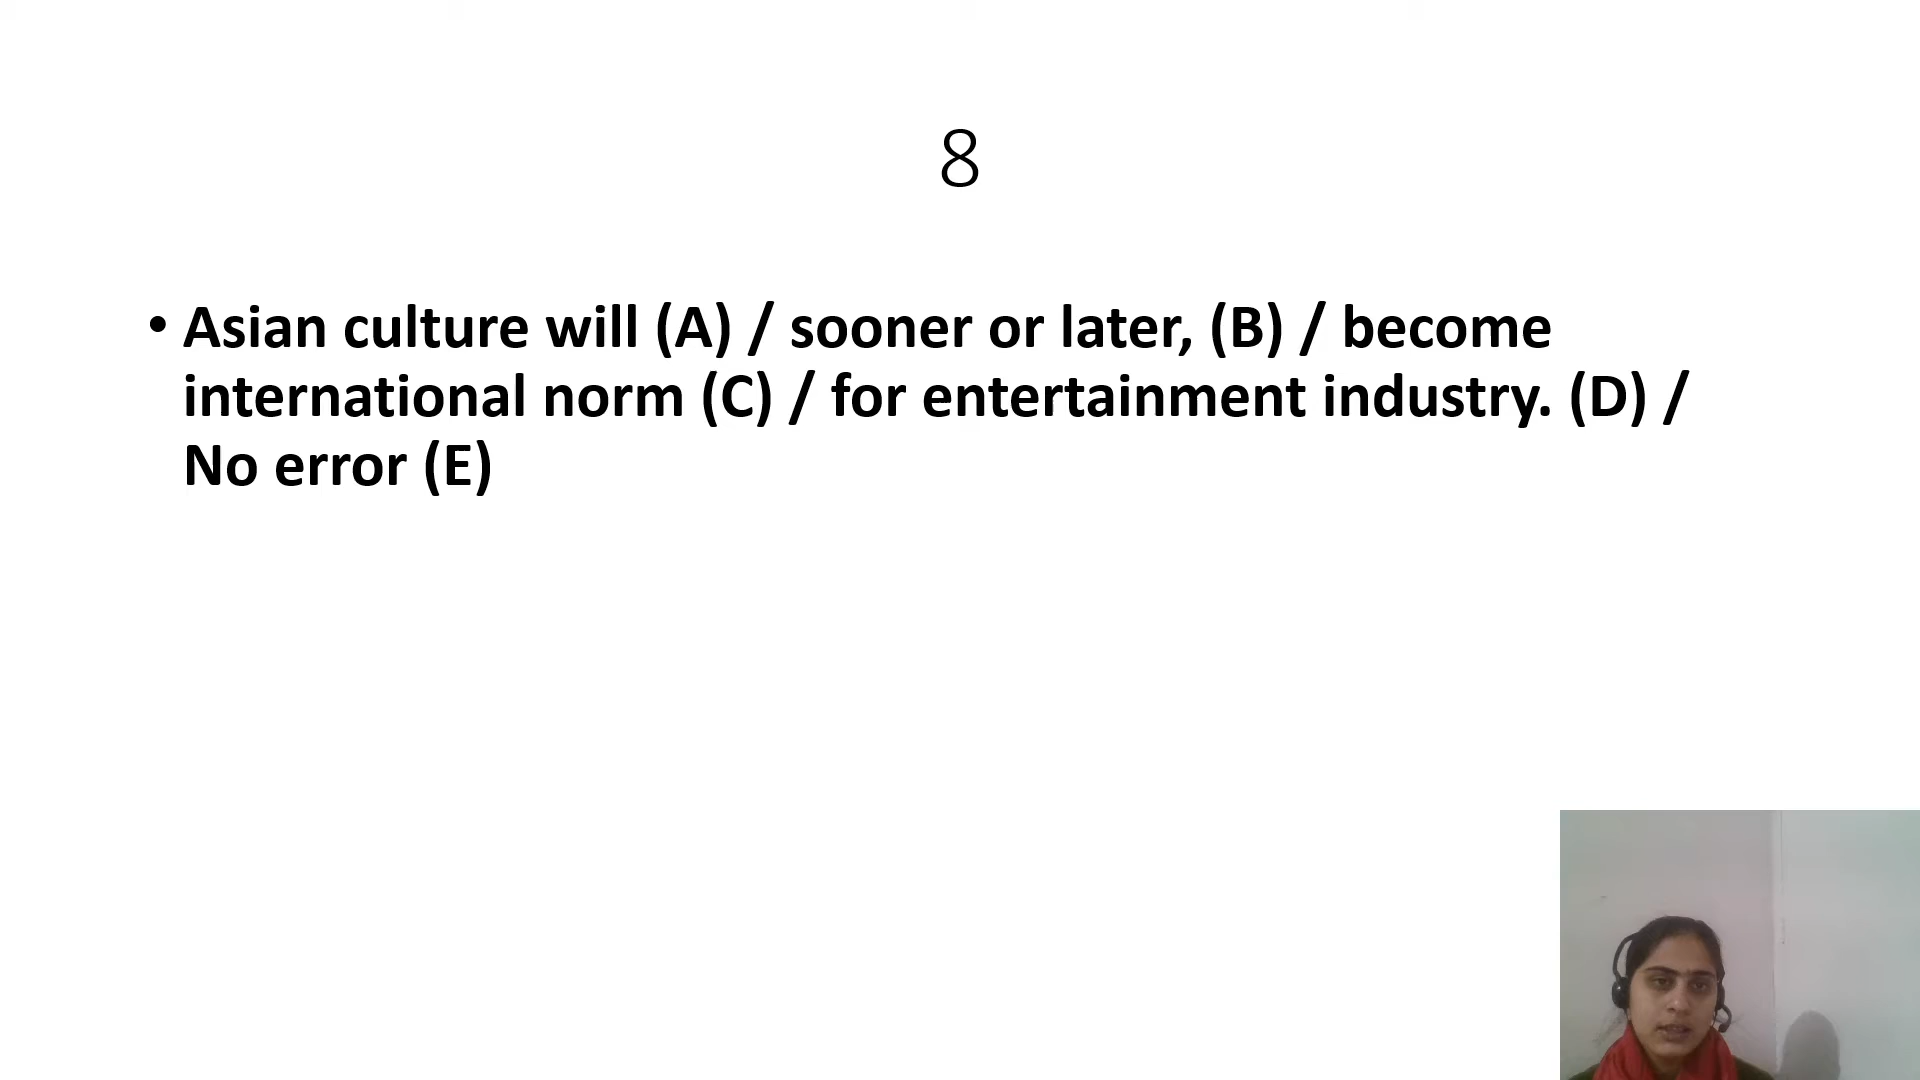 8
• Asian culture will (A) / sooner or later, (B) / become
international norm (C) / for entertainment industry. (D) /
No error (E)